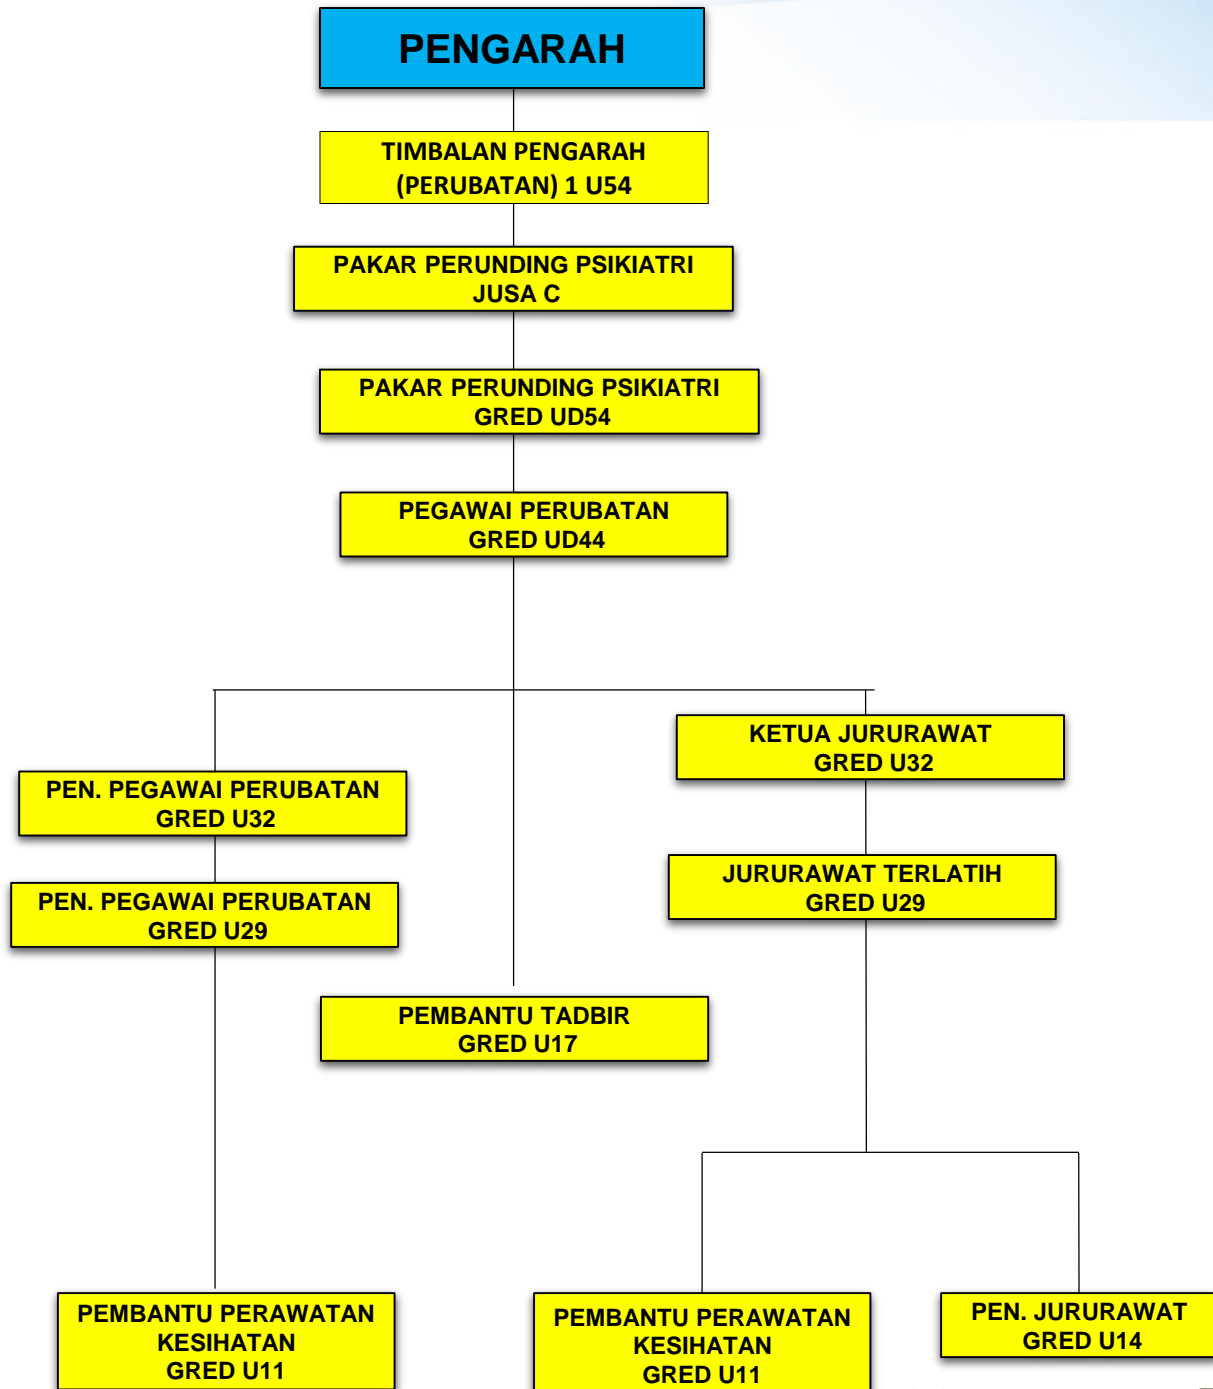 PENGARAH
TIMBALAN PENGARAH
(PERUBATAN) 1 U54
PAKAR PERUNDING PSIKIATRI
JUSA C
PAKAR PERUNDING PSIKIATRI
GRED UD54
PEGAWAI PERUBATAN
GRED UD44
KETUA JURURAWAT
GRED U32
PEN. PEGAWAI PERUBATAN
GRED U32
JURURAWAT TERLATIH
GRED U29
PEN. PEGAWAI PERUBATAN
GRED U29
PEMBANTU TADBIR
GRED U17
PEMBANTU PERAWATAN
KESIHATAN
GRED U11
PEMBANTU PERAWATAN
KESIHATAN
GRED U11
PEN. JURURAWAT
GRED U14